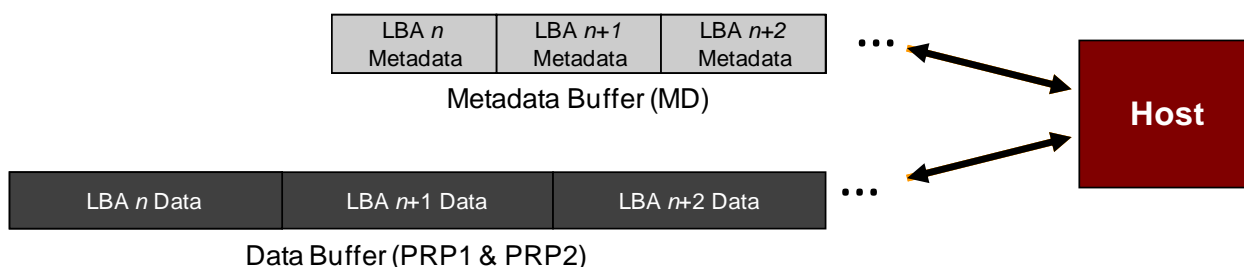 LBA n LBA n+1 LBA n+2
Metadata Metadata Metadata
...
Metadata Buffer (MD)
Host
LBA n Data LBA n+1 Data LBA n+2 Data
...
Data Buffer (PRP1 & PRP2)